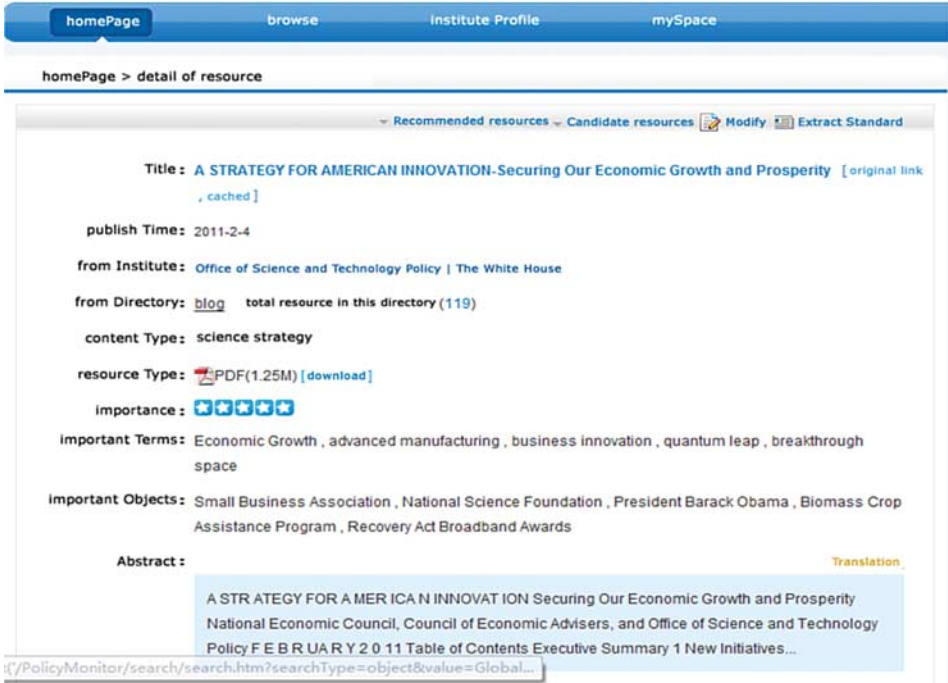 homePage browse Institute Profile mySpace
homePage > detail of resource
Recommended resources Candidate resources Modify Extract Standard
Title: A STRATEGY FOR AMERICAN INNOVATION-Securing Our Economic Growth and Prosperity [original link
, cached]
publish Time: 2011-2-4
from Institute: Office of Science and Technology Policy | The White House
from Directory: blog total resource in this directory (119)
content Type: science strategy
resource Type: PDF(1.25M) [download]
importance:
important Terms: Economic Growth , advanced manufacturing , business innovation , quantum leap , breakthrough
space
important Objects: Small Business Association , National Science Foundation , President Barack Obama , Biomass Crop
Assistance Program , Recovery Act Broadband Awards
Abstract:
Translation
A STR ATEGY FOR A MER ICA N INNOVAT ION Securing Our Economic Growth and Prosperity
National Economic Council, Council of Economic Advisers, and Office of Science and Technology
Policy F E B R UA R Y 2 0 11 Table of Contents Executive Summary 1 New Initiatives...
:('/PolicyMonitor/search/search.htm?searchType=object&value=Global...